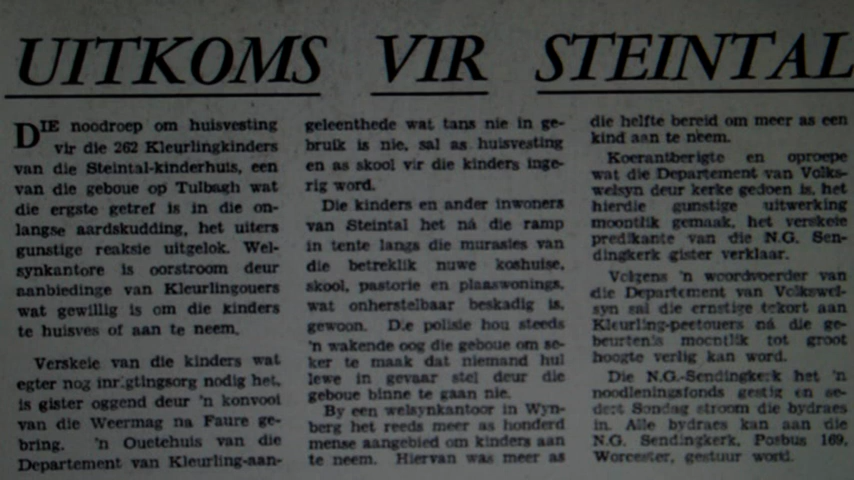 UITKOMS VIR STEINTAL
DIE noodroep om huisvesting
vir die 262 Kleurlingkinders
van die Steintal-kinderhuis, een
van die geboue op Tulbagh wat
die ergste getref is in die on-
langse aardskudding, het uiters
gunstige reaksie uitgelok. Wel-
synkantore is oorstroom deur
aanbiedinge van Kleurlingouers
wat gewillig is om die kinders
te huisves of aan te neem.
Verskeie van die kinders wat
egter nog inrigtingsorg nodig het,
is gister oggend deur 'n konvooi
van die Weermag na Faure ge-
bring. 'n Ouetehuis van die
Departement van Kleurling-aan-
geleenthede wat tans nie in ge-
bruik is nie, sal as huisvesting
en as skool vir die kinders inge-
rig word.
Die kinders en ander inwoners
van Steintal het ná die ramp
in tente langs die murasies van
die betreklik nuwe koshuise,
skool, pastorie en plaaswonings,
wat onherstelbaar beskadig is,
gewoon. Die polisie hou steeds
'n wakende oog die geboue om se-
ker te maak dat niemand hul
lewe in gevaar stel deur die
geboue binne te gaan nie.
By een welsynkantoor in Wyn-
berg het reeds meer as honderd
mense aangebied om kinders aan
te neem. Hiervan was meer as
die helfte bereid om meer as een
kind aan te neem.
Koerantberigte en oproepe
wat die Departement van Volks-
welsyn deur kerke gedoen is, het
hierdie gunstige uitwerking
moontlik gemaak, het verskeie
predikante van die N.G. Sen-
dingkerk gister verklaar.
Volgens 'n woordvoerder van
die Departement van Volkswel-
syn sal die ernstige tekort aan
Kleurling-peetouers ná die ge-
beurtenis moontlik tot groot
hoogte verlig kan word.
Die N.G.-Sendingkerk het 'n
noodleningsfonds gestig en se-
dert Sondag stroom die bydraes
in. Alle bydraes kan aan die
N.G. Sendingkerk, Posbus 169,
Worcester, gestuur word.